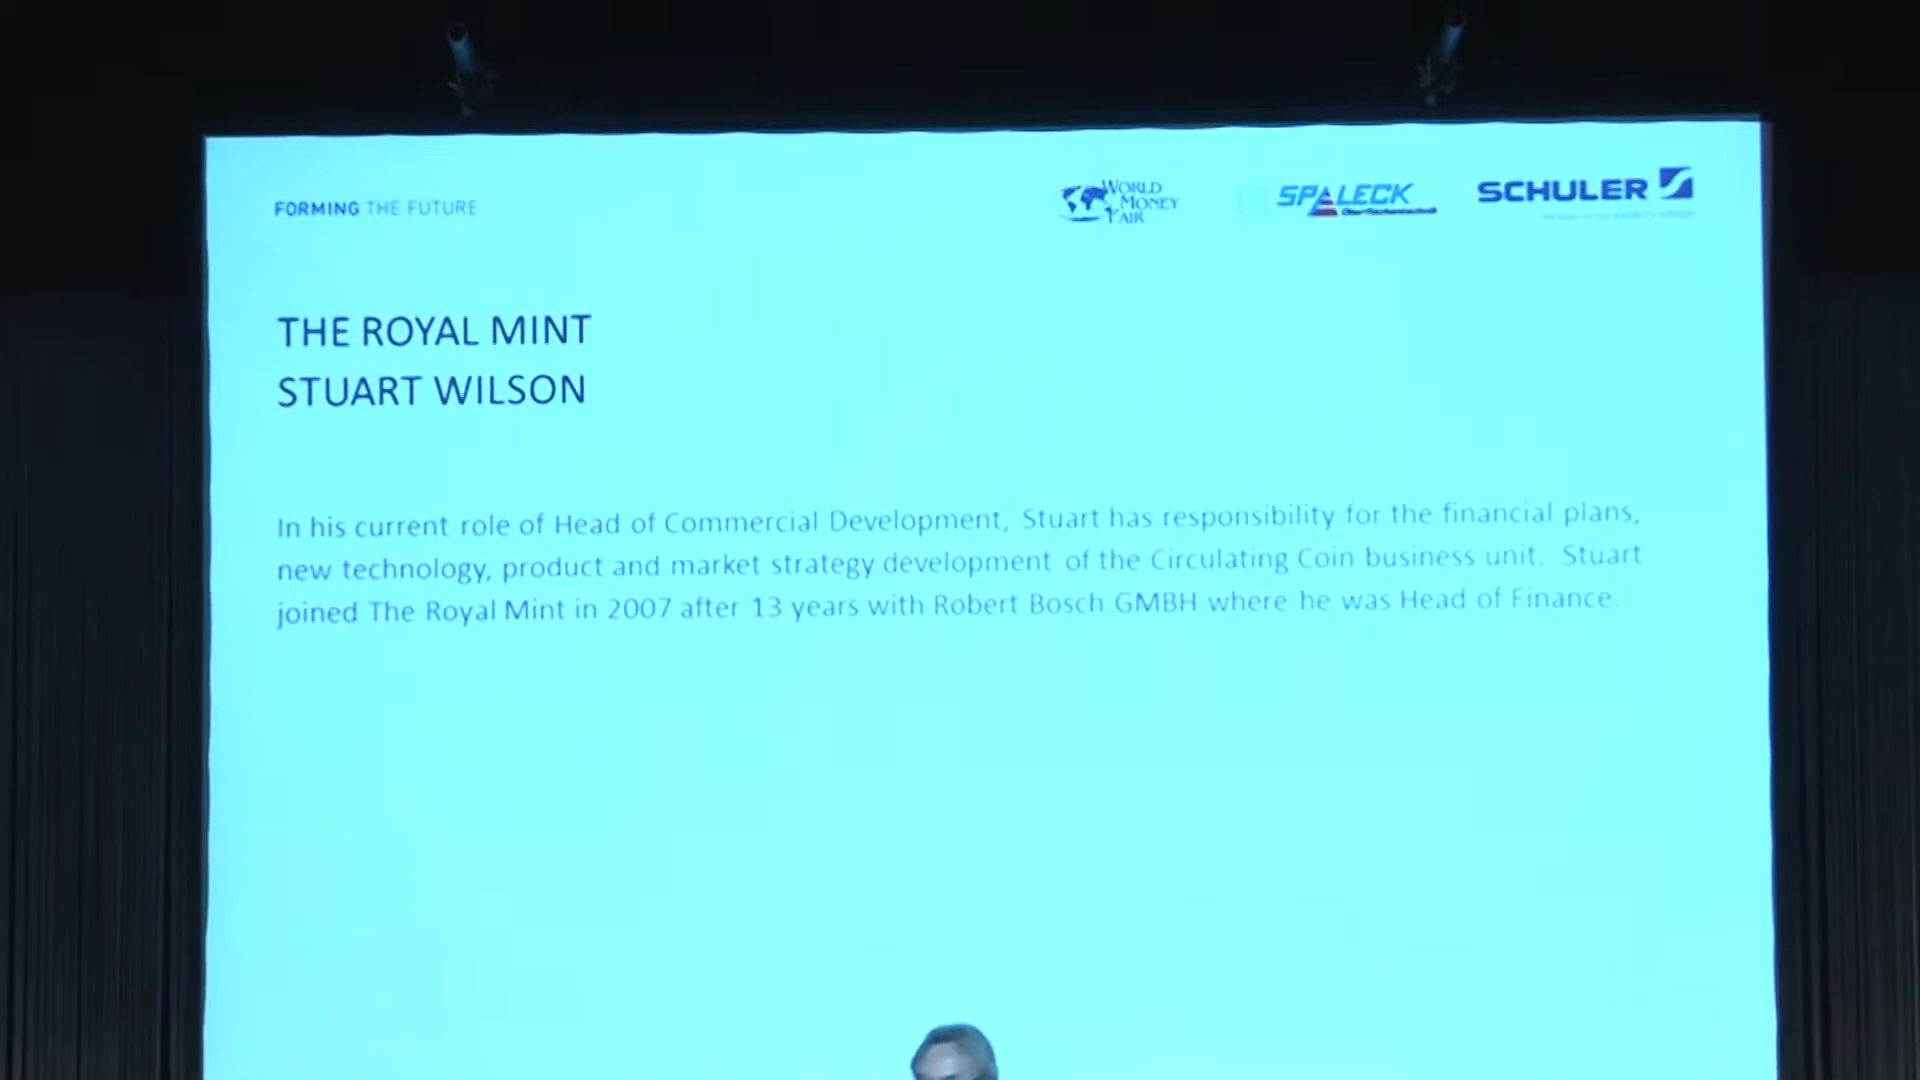 FORMING THE FUTURE
WORLD
MONEY
FAIR
SPALECK
Oberflächentechnik
SCHULER
THE ROYAL MINT
STUART WILSON
In his current role of Head of Commercial Development, Stuart has responsibility for the financial plans,
new technology, product and market strategy development of the Circulating Coin business unit. Stuart
joined The Royal Mint in 2007 after 13 years with Robert Bosch GMBH where he was Head of Finance.